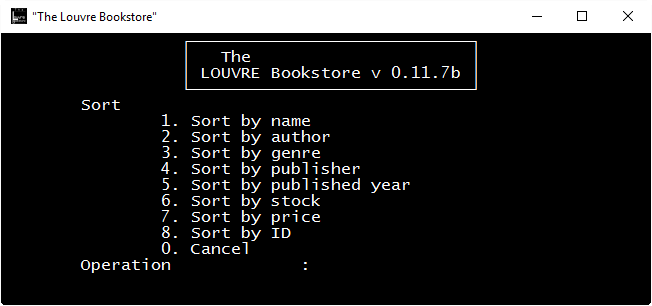 "The Louvre Bookstore"
The
LOUVRE Bookstore v 0.11.7b
Sort
1. Sort by name
2. Sort by author
3. Sort by genre
4. Sort by publisher
5. Sort by published year
6. Sort by stock
7. Sort by price
8. Sort by ID
0. Cancel
Operation :